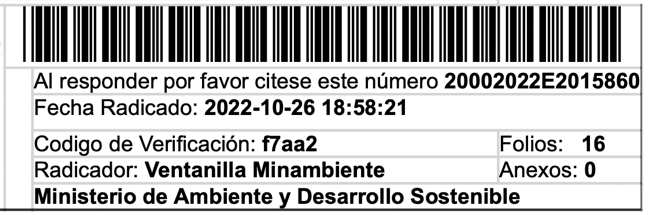 Al responder por favor citese este número 20002022E2015860
Fecha Radicado: 2022-10-26 18:58:21
Codigo de Verificación: f7aa2 Folios: 16
Radicador: Ventanilla Minambiente Anexos: 0
Ministerio de Ambiente y Desarrollo Sostenible